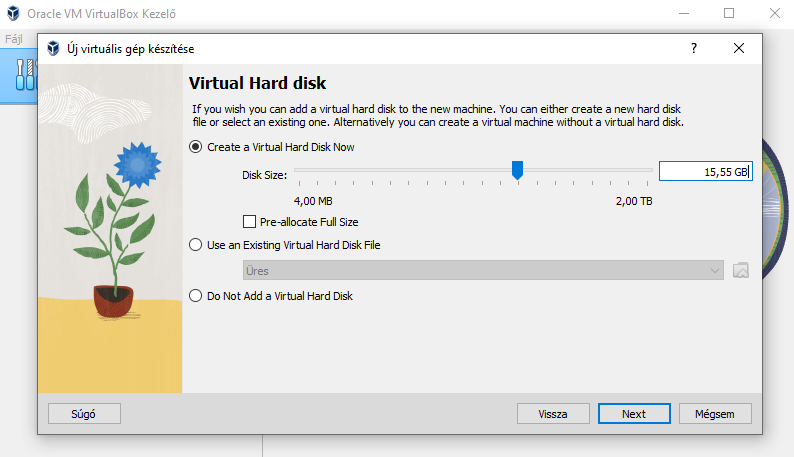 Oracle VM VirtualBox Kezelő
Fájl
Új virtuális gép készítése
?
Virtual Hard disk
If you wish you can add a virtual hard disk to the new machine. You can either create a new hard disk
file or select an existing one. Alternatively you can create a virtual machine without a virtual hard disk.
Create a Virtual Hard Disk Now
Disk Size:
15,55 GB
4,00 MB
2,00 TB
Pre-allocate Full Size
Use an Existing Virtual Hard Disk File
Üres
Do Not Add a Virtual Hard Disk
Súgó
Vissza
Next
Mégsem